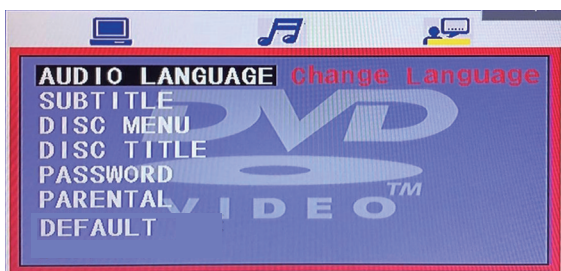 AUDIO LANGUAGE Change Language
SUBTITLE
DISC MENU
DISC TITLE
PASSWORD
PARENTAL
DEFAULT
DVD
VIDEO TM